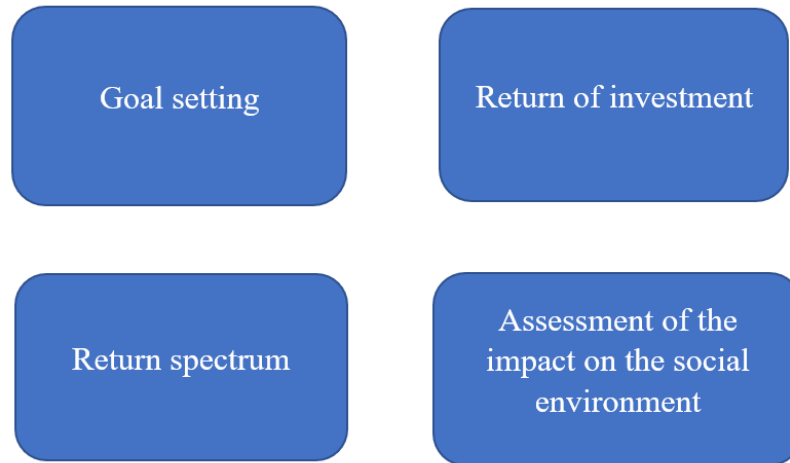 Goal setting
Return of investment
Return spectrum
Assessment of the
impact on the social
environment